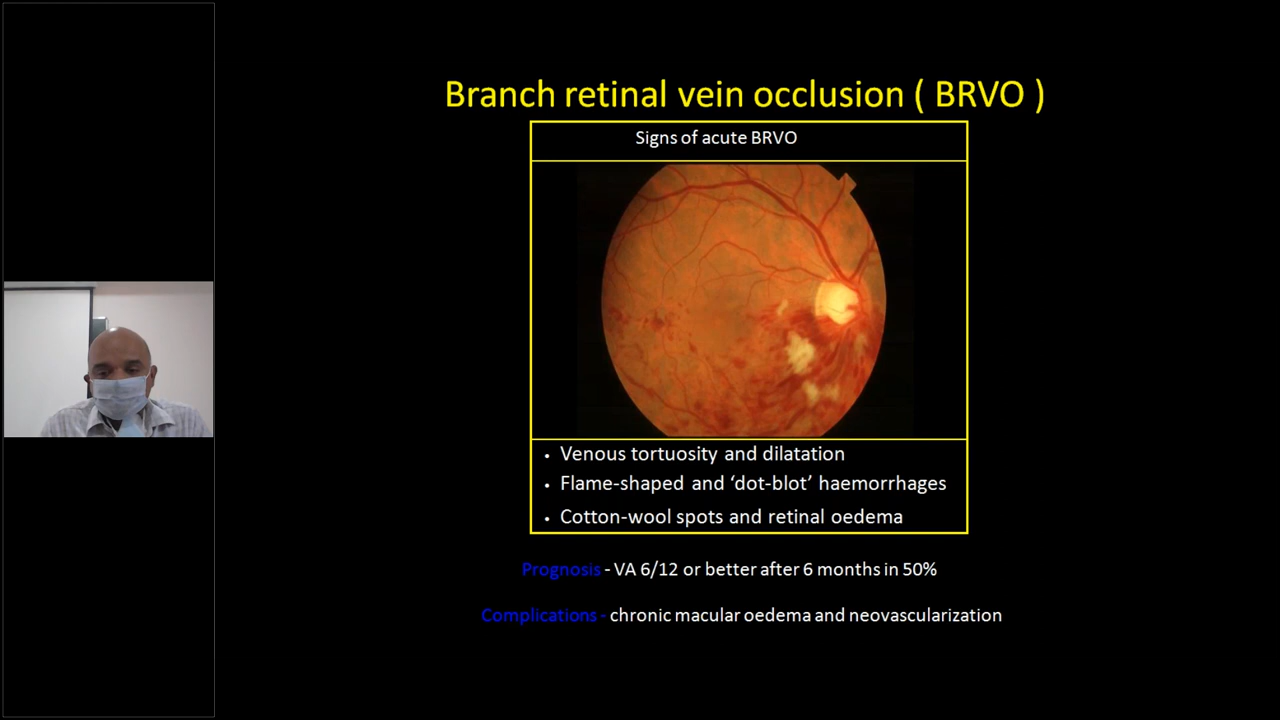 Branch retinal vein occlusion ( BRVO )
Signs of acute BRVO
• Venous tortuosity and dilatation
• Flame-shaped and ‘dot-blot’ haemorrhages
• Cotton-wool spots and retinal oedema
Prognosis - VA 6/12 or better after 6 months in 50%
Complications - chronic macular oedema and neovascularization